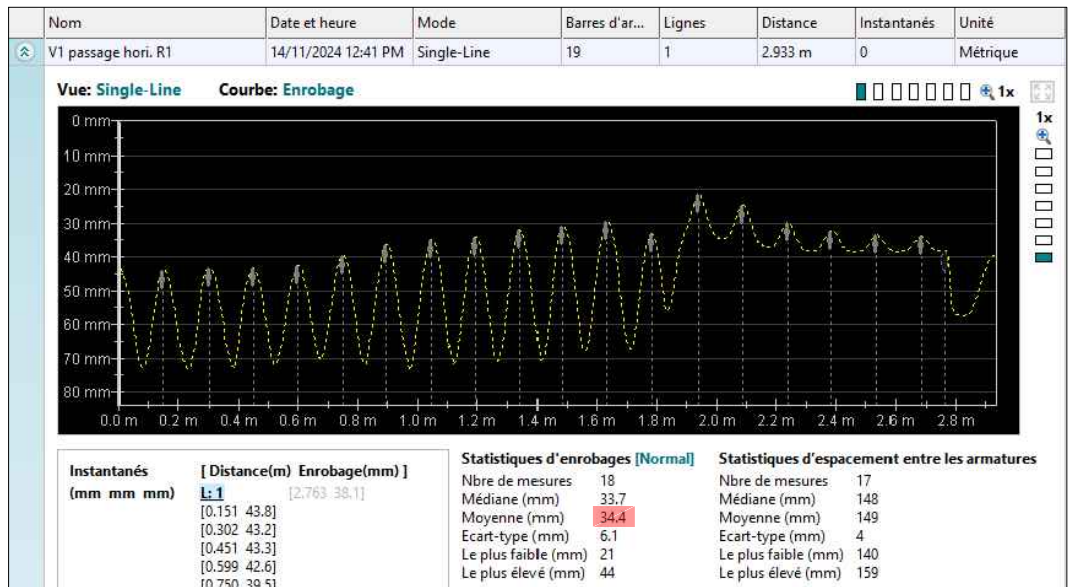 Nom Date et heure Mode Barres d'ar... Lignes Distance Instantanés Unité
V1 passage hori. R1 14/11/2024 12:41 PM Single-Line 19 1 2.933 m 0 Métrique
Vue: Single-Line Courbe: Enrobage 1x
1x
0 mm
10 mm
20 mm
30 mm
40 mm
50 mm
60 mm
70 mm
80 mm
0.0 m 0.2 m 0.4 m 0.6 m 0.8 m 1.0 m 1.2 m 1.4 m 1.6 m 1.8 m 2.0 m 2.2 m 2.4 m 2.6 m 2.8 m
Instantanés
(mm mm mm)
[ Distance(m) Enrobage(mm) ]
L: 1 [2.763 38.1]
[0.151 43.8]
[0.302 43.2]
[0.451 43.3]
[0.599 42.6]
[0.750 39.5]
Statistiques d'enrobages [Normal]
Nbre de mesures 18
Médiane (mm) 33.7
Moyenne (mm) 34.4
Ecart-type (mm) 6.1
Le plus faible (mm) 21
Le plus élevé (mm) 44
Statistiques d'espacement entre les armatures
Nbre de mesures 17
Médiane (mm) 148
Moyenne (mm) 149
Ecart-type (mm) 4
Le plus faible (mm) 140
Le plus élevé (mm) 159